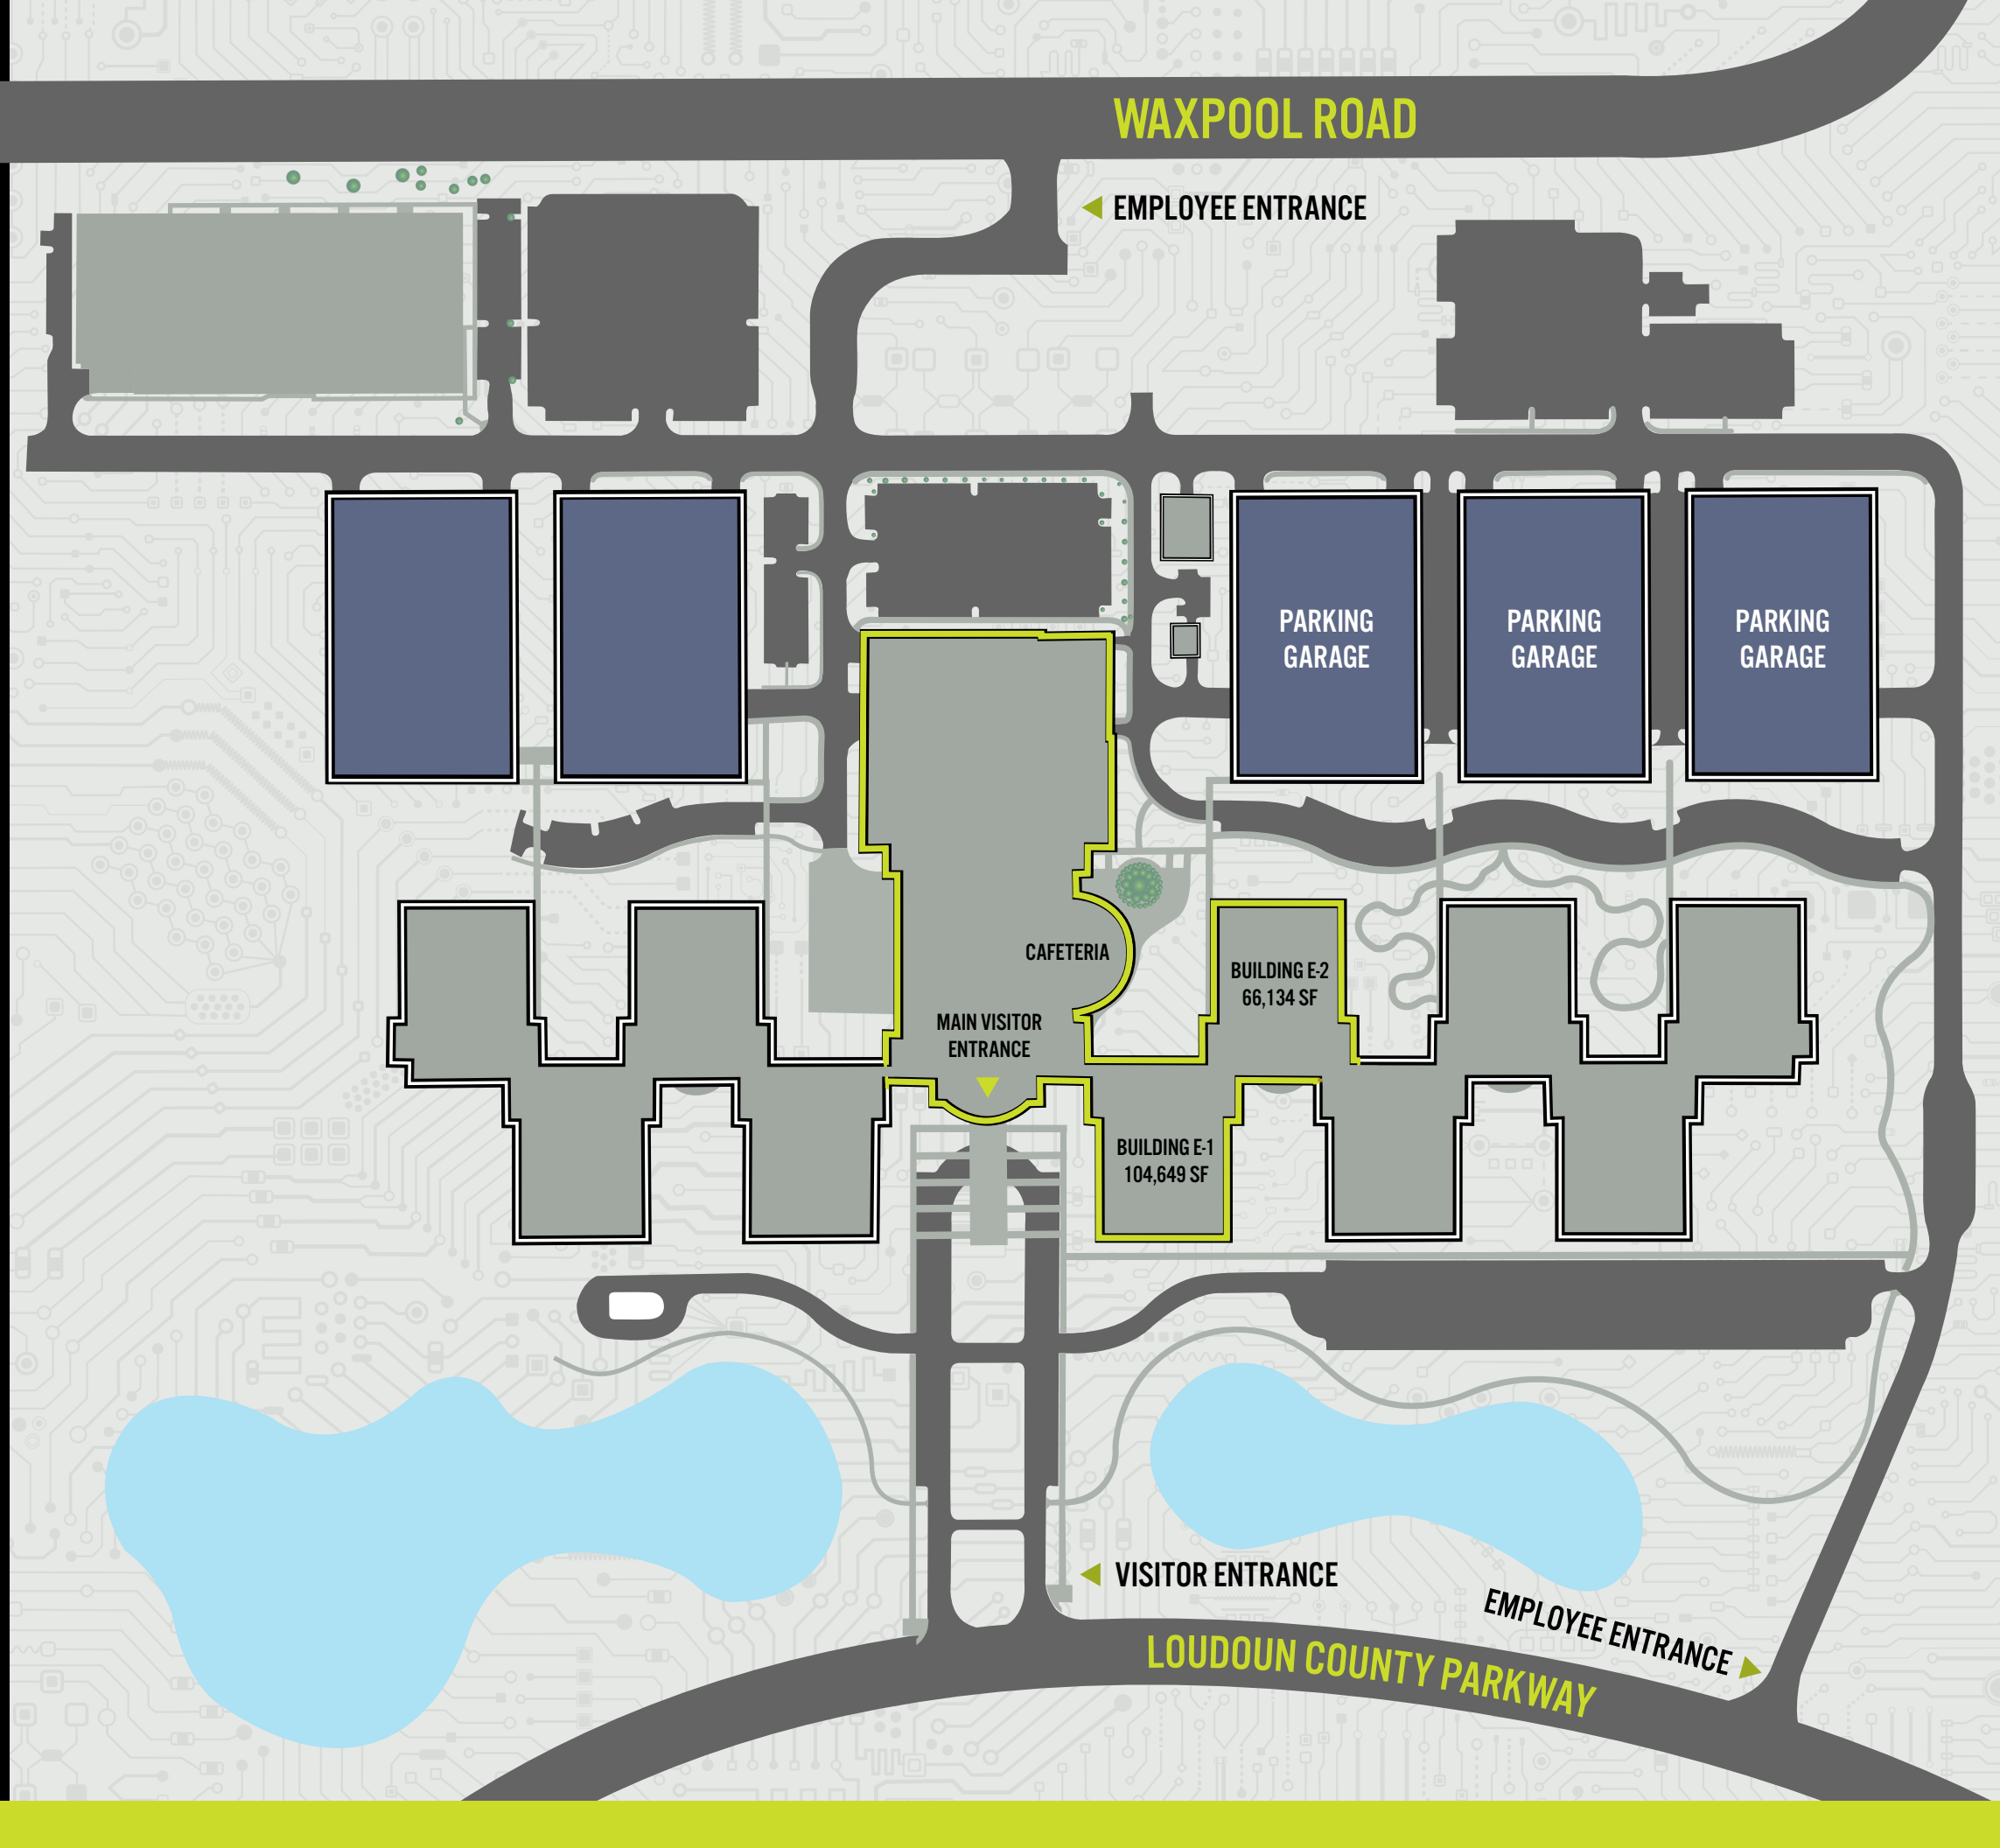 WAXPOOL ROAD
EMPLOYEE ENTRANCE
PARKING
GARAGE
PARKING
GARAGE
PARKING
GARAGE
CAFETERIA
BUILDING E-2
66,134 SF
MAIN VISITOR
ENTRANCE
BUILDING E-1
104,649 SF
VISITOR ENTRANCE
EMPLOYEE ENTRANCE
LOUDOUN COUNTY PARKWAY